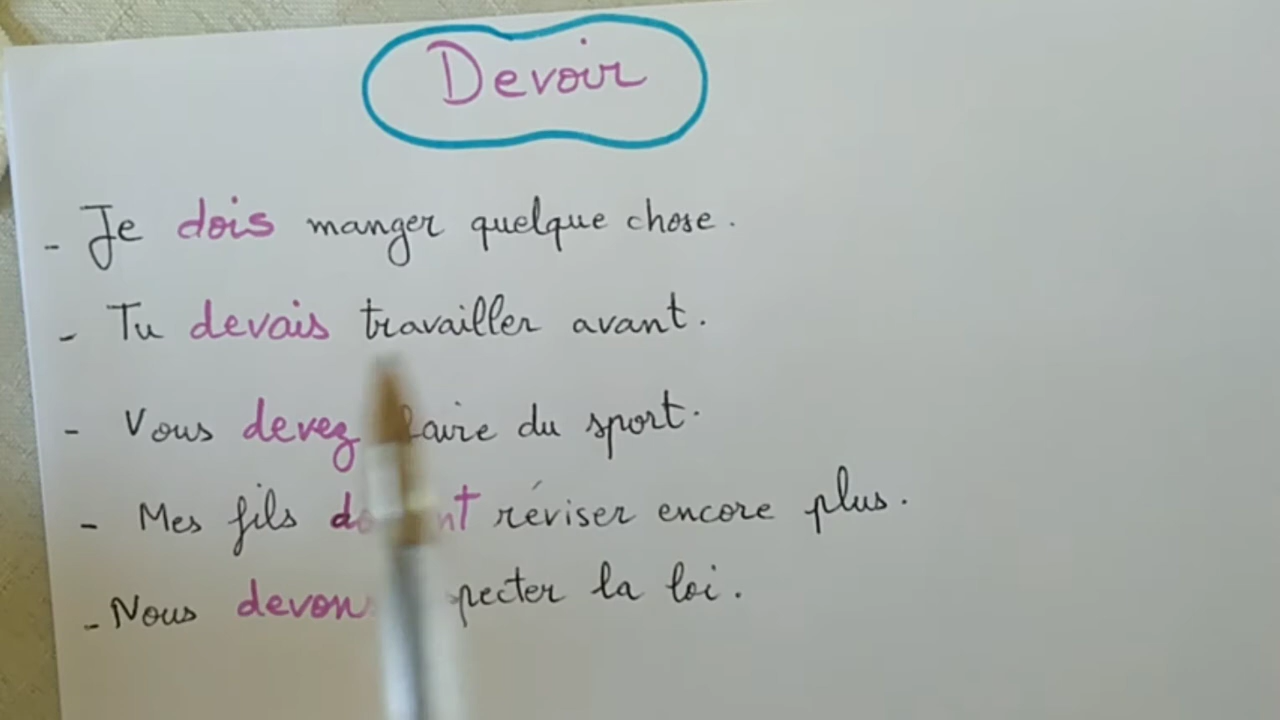 Devoir
- Je dois manger quelque chose.
- Tu devais travailler avant.
- Vous devez faire du sport.
- Mes fils réviser encore plus.
- Nous la loi.